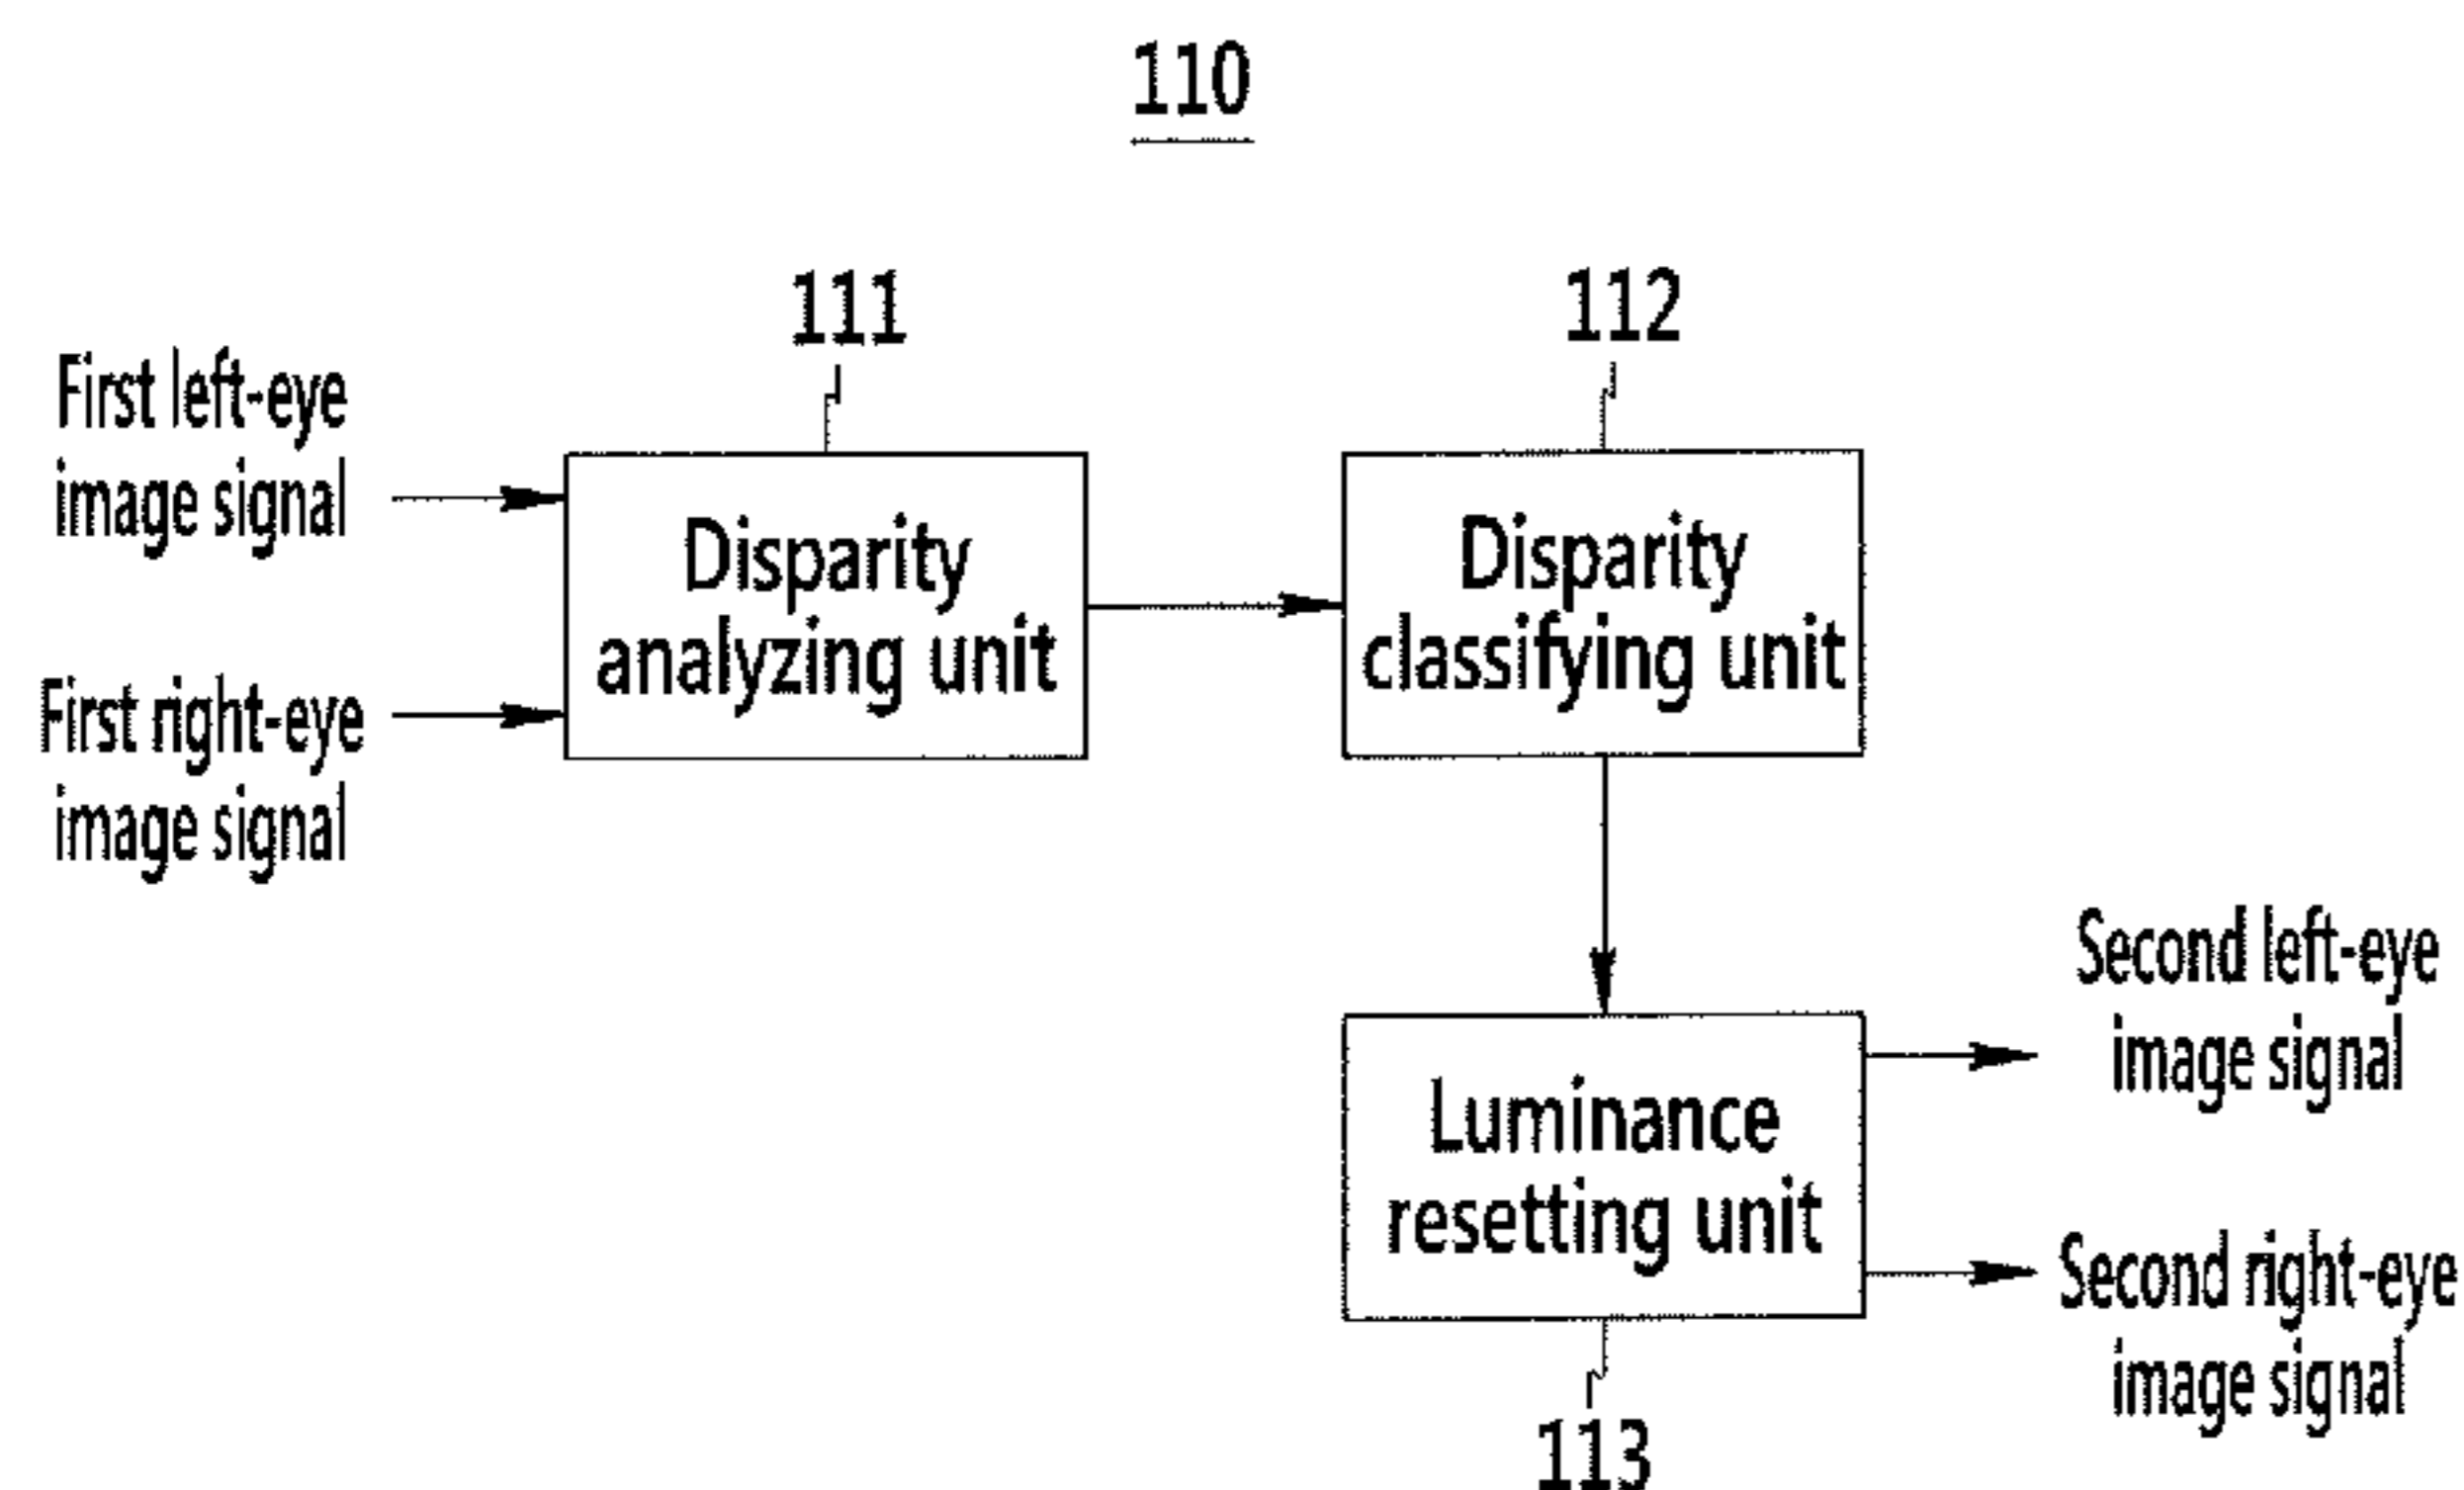 110
111
112
First left-eye
image signal
First right-eye
image signal
Disparity
analyzing unit
Disparity
classifying unit
Luminance
resetting unit
Second left-eye
image signal
Second right-eye
image signal
113